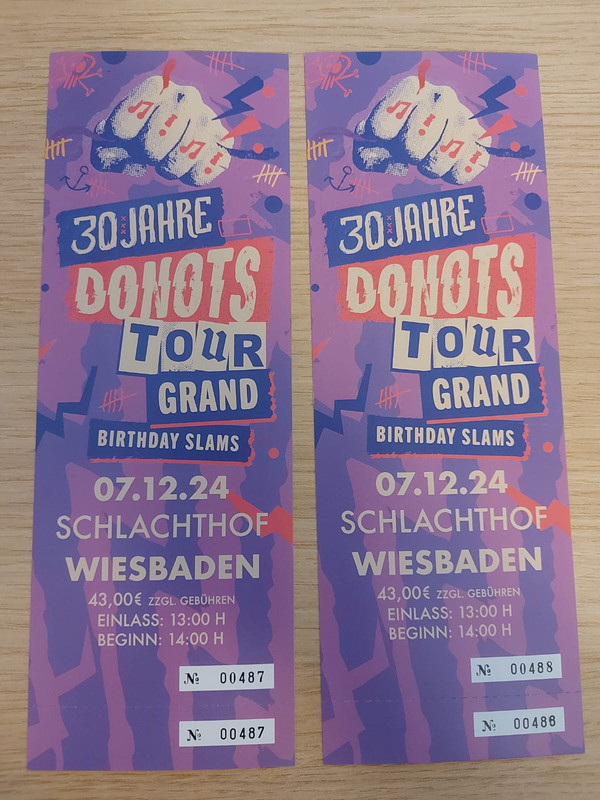 30 JAHRE
DONOTS
TOUR
GRAND
BIRTHDAY SLAMS
07.12.24
SCHLACHTHOF
WIESBADEN
43,00€ ZZGL. GEBÜHREN
EINLASS: 13:00 H
BEGINN: 14:00 H
№ 00487
№ 00487
30 JAHRE
DONOTS
TOUR
GRAND
BIRTHDAY SLAMS
07.12.24
SCHLACHTHOF
WIESBADEN
43,00€ ZZGL. GEBÜHREN
EINLASS: 13:00 H
BEGINN: 14:00 H
№ 00488
№ 00488